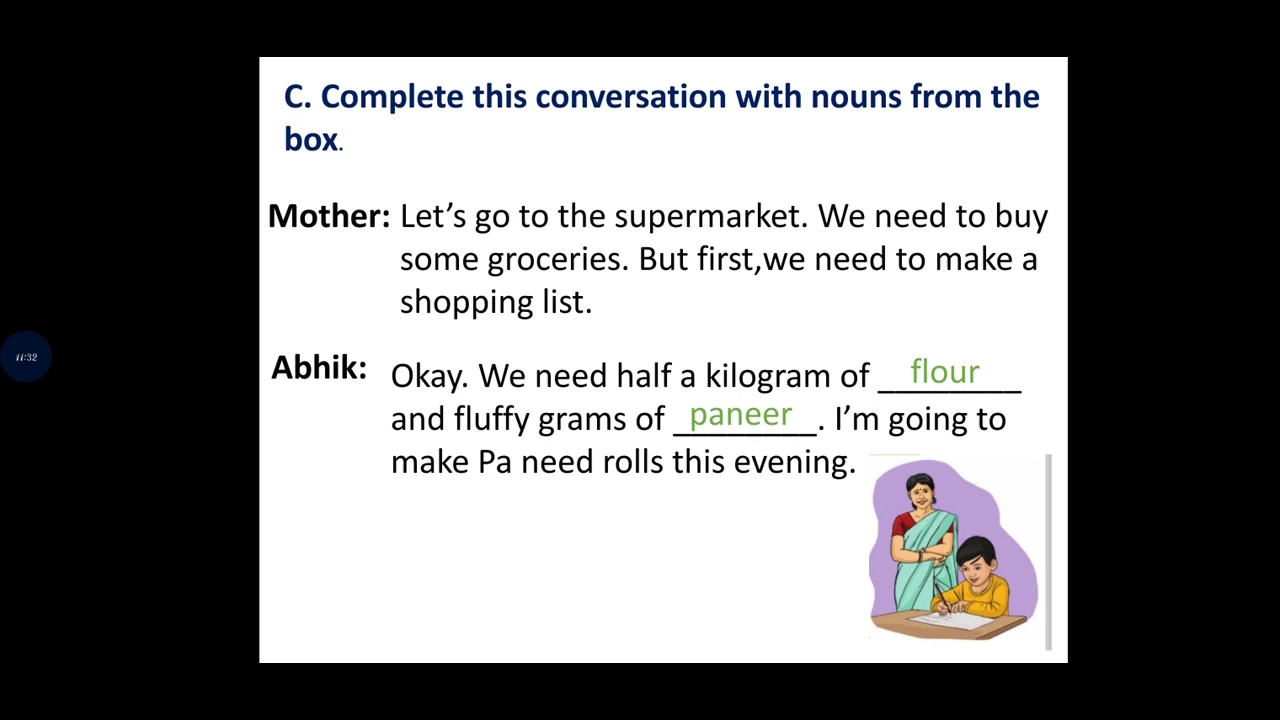 C. Complete this conversation with nouns from the
box.
Mother: Let's go to the supermarket. We need to buy
some groceries. But first,we need to make a
shopping list.
Abhik: Okay. We need half a kilogram of flour
and fluffy grams of paneer. I'm going to
make Pa need rolls this evening.
11:32